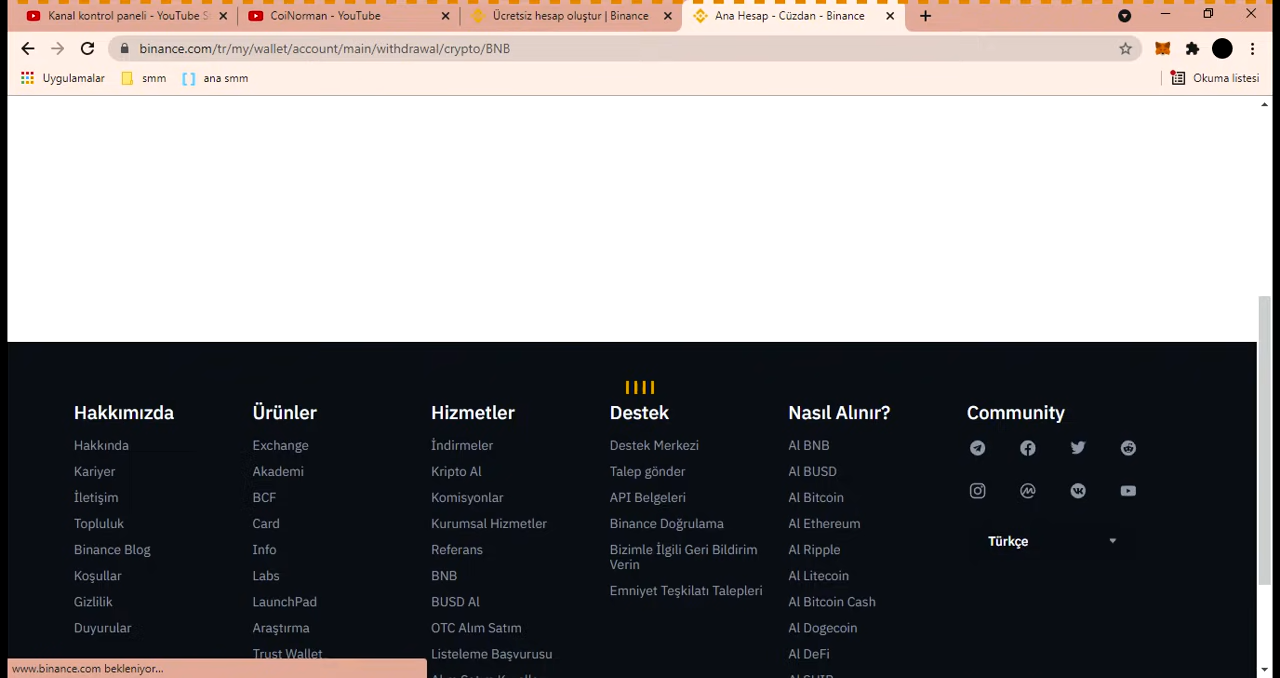 Kanal kontrol paneli - YouTube S
CoiNorman - YouTube
Ücretsiz hesap oluştur | Binance
Ana Hesap - Cüzdan - Binance
binance.com/tr/my/wallet/account/main/withdrawal/crypto/BNB
Uygulamalar
smm
ana smm
Okuma listesi
Hakkımızda
Hakkında
Kariyer
İletişim
Topluluk
Binance Blog
Koşullar
Gizlilik
Duyurular
Ürünler
Exchange
Akademi
BCF
Card
Info
Labs
LaunchPad
Araştırma
Trust Wallet
Hizmetler
İndirmeler
Kripto Al
Komisyonlar
Kurumsal Hizmetler
Referans
BNB
BUSD Al
OTC Alım Satım
Listeleme Başvurusu
Destek
Destek Merkezi
Talep gönder
API Belgeleri
Binance Doğrulama
Bizimle İlgili Geri Bildirim
Verin
Emniyet Teşkilatı Talepleri
Nasıl Alınır?
Al BNB
Al BUSD
Al Bitcoin
Al Ethereum
Al Ripple
Al Litecoin
Al Bitcoin Cash
Al Dogecoin
Al DeFi
Al SHIB
Community
Türkçe
www.binance.com bekleniyor...